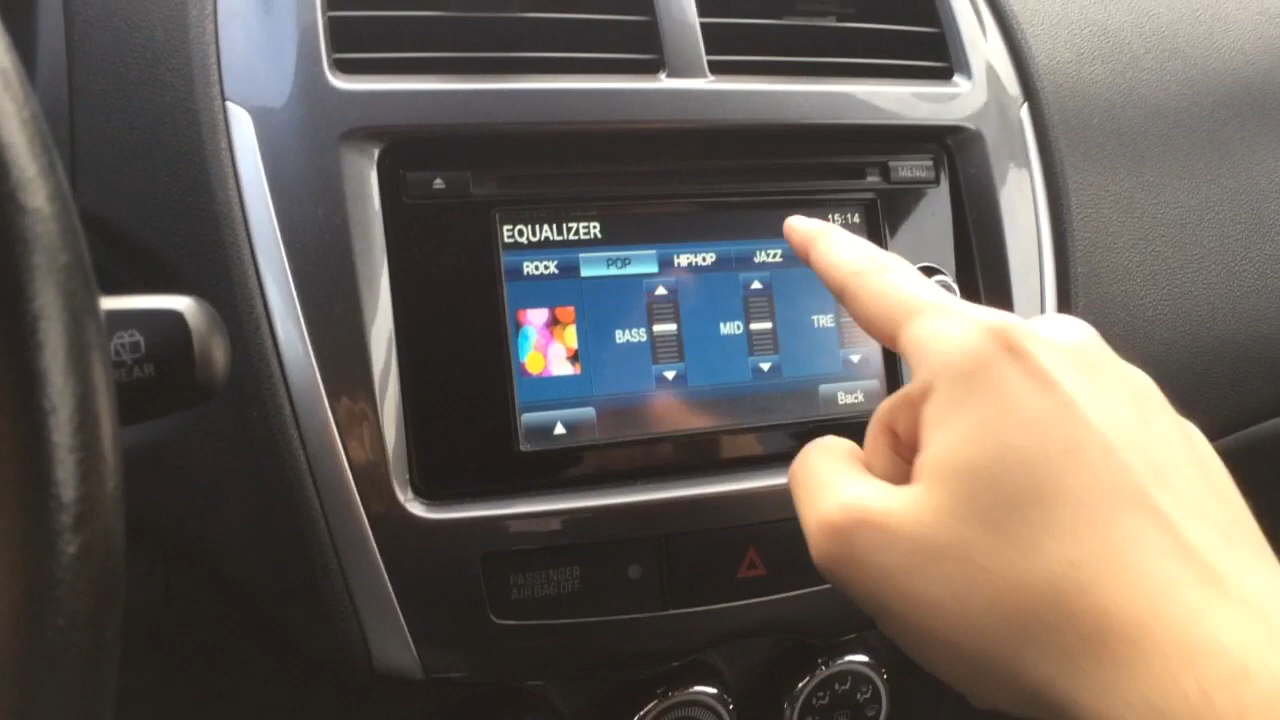 MENU
15:14
EQUALIZER
ROCK POP HIPHOP JAZZ
BASS MID TRE
Back
REAR
PASSENGER
AIR BAG OFF